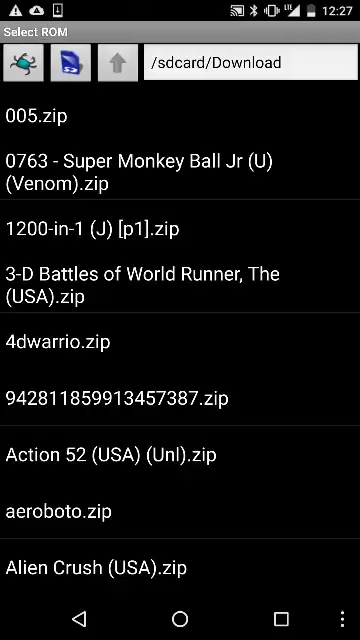 LTE 12:27
Select ROM
/sdcard/Download
005.zip
0763 - Super Monkey Ball Jr (U)
(Venom).zip
1200-in-1 (J) [p1].zip
3-D Battles of World Runner, The
(USA).zip
4dwarrio.zip
942811859913457387.zip
Action 52 (USA) (Unl).zip
aeroboto.zip
Alien Crush (USA).zip